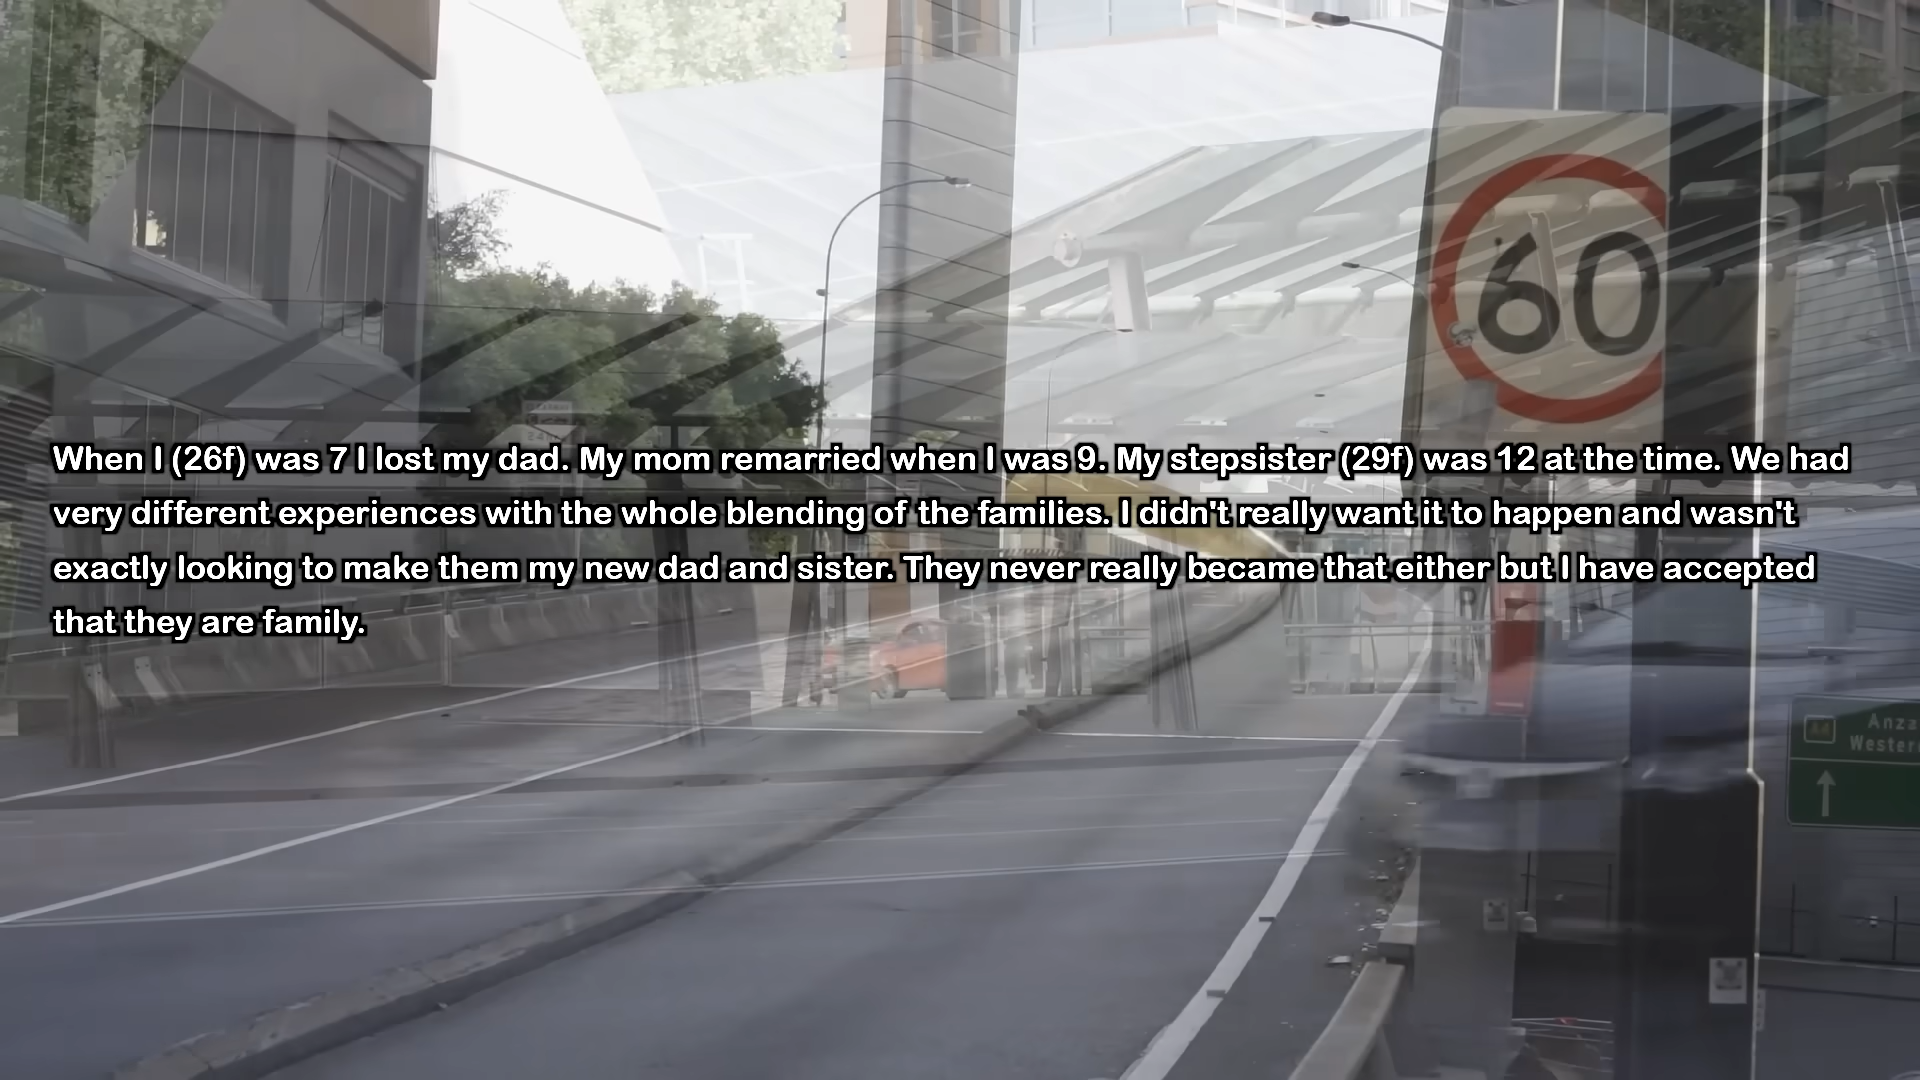 60
When I (26f) was 7 I lost my dad. My mom remarried when I was 9. My stepsister (29f) was 12 at the time. We had
very different experiences with the whole blending of the families. I didn't really want it to happen and wasn't
exactly looking to make them my new dad and sister. They never really became that either but I have accepted
that they are family.